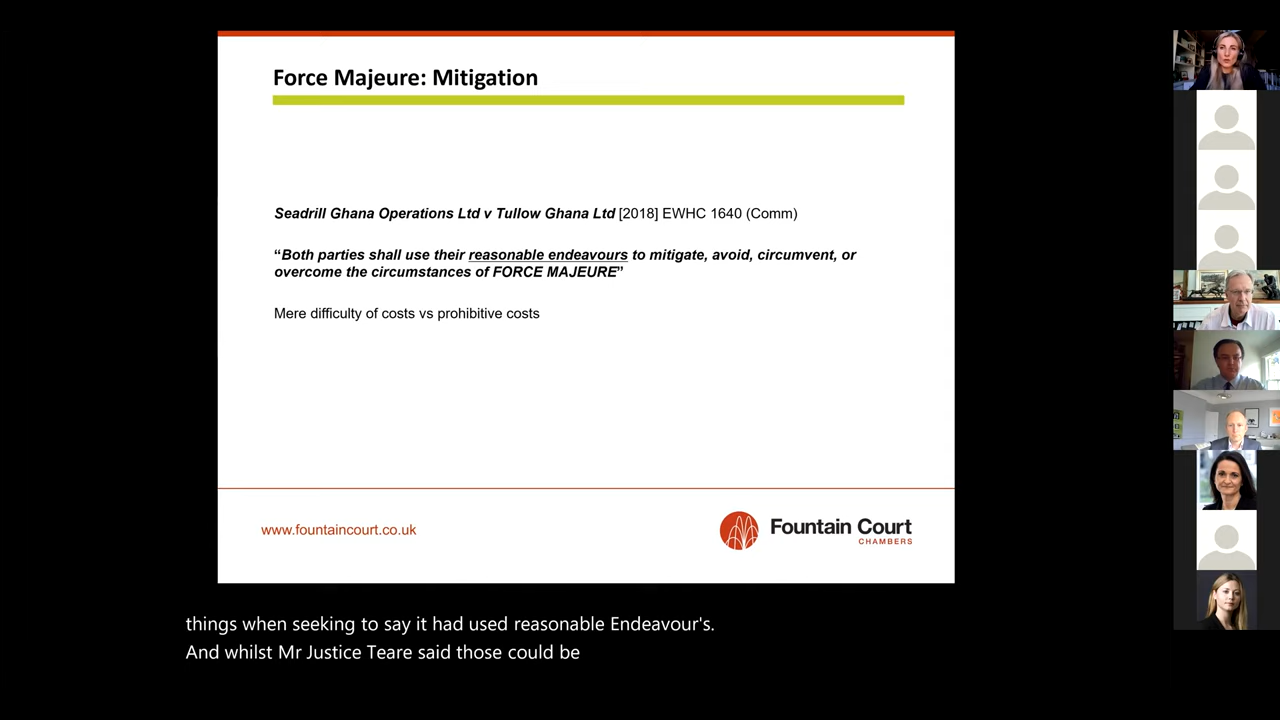 Force Majeure: Mitigation
Seadrill Ghana Operations Ltd v Tullow Ghana Ltd [2018] EWHC 1640 (Comm)
“Both parties shall use their reasonable endeavours to mitigate, avoid, circumvent, or
overcome the circumstances of FORCE MAJEURE”
Mere difficulty of costs vs prohibitive costs
www.fountaincourt.co.uk
Fountain Court
CHAMBERS
things when seeking to say it had used reasonable Endeavour's.
And whilst Mr Justice Teare said those could be